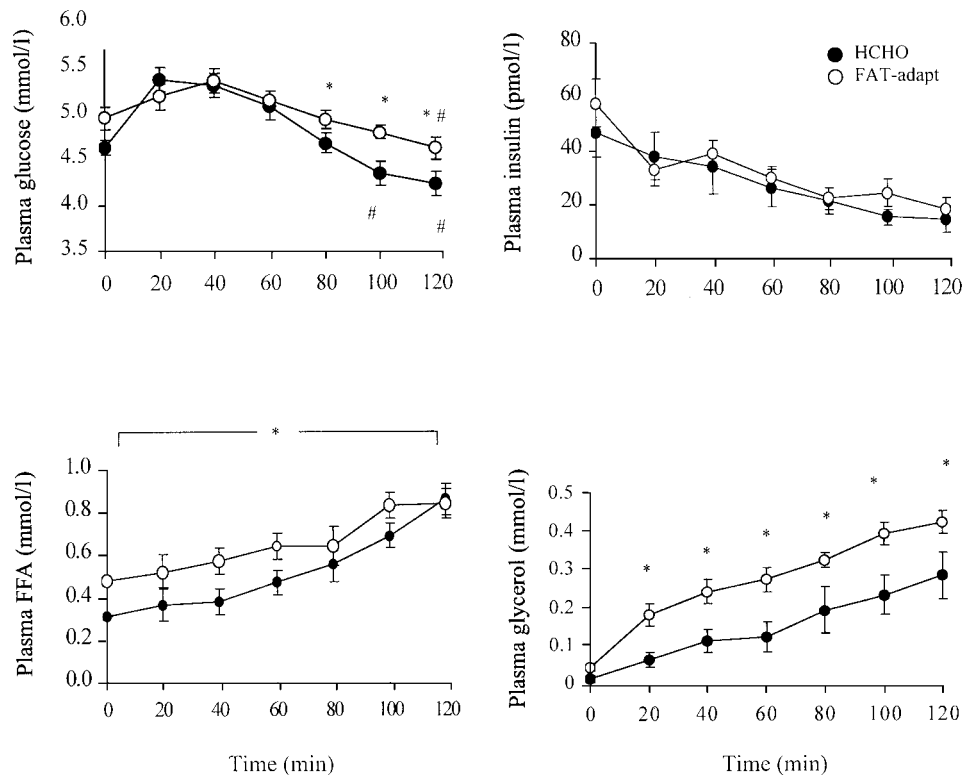 Plasma glucose (mmol/l)
6.0
5.5
5.0
4.5
4.0
3.5
* * * #
# #
0 20 40 60 80 100 120
Plasma insulin (pmol/l)
80
60
40
20
0
HCHO
FAT-adapt
0 20 40 60 80 100 120
Plasma FFA (mmol/l)
*
1.0
0.8
0.6
0.4
0.2
0.0
0 20 40 60 80 100 120
Time (min)
Plasma glycerol (mmol/l)
* * * * * *
0.5
0.4
0.3
0.2
0.1
0
0 20 40 60 80 100 120
Time (min)